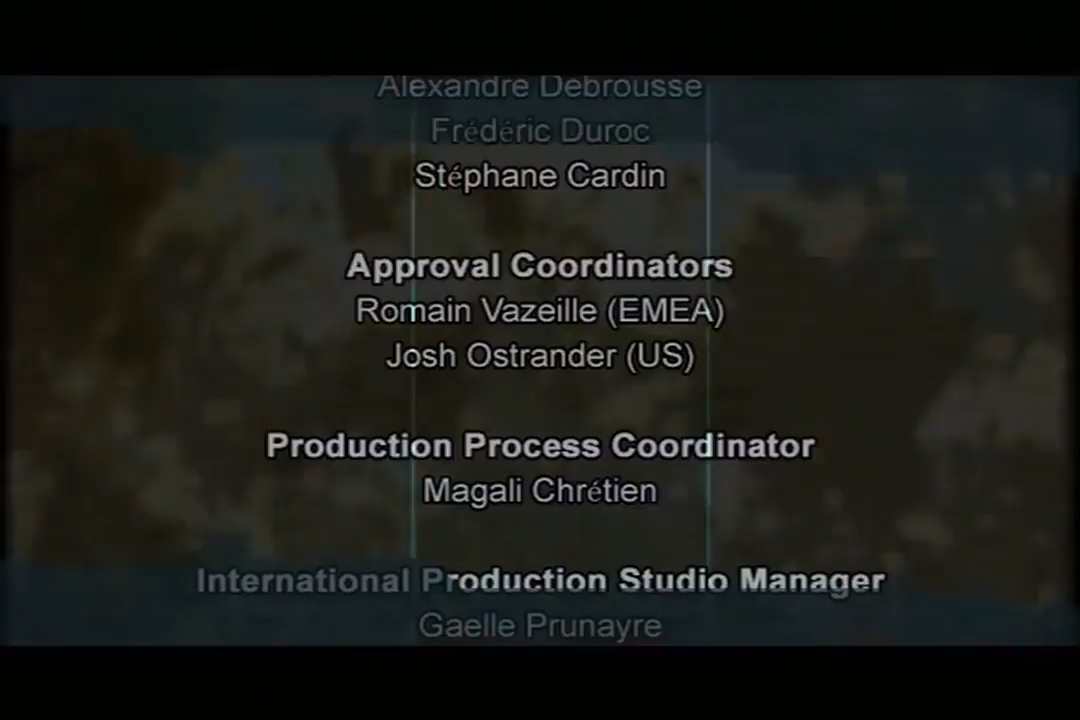 Alexandre Debrousse
Frédéric Duroc
Stéphane Cardin
Approval Coordinators
Romain Vazeille (EMEA)
Josh Ostrander (US)
Production Process Coordinator
Magali Chrétien
International Production Studio Manager
Gaelle Prunayre